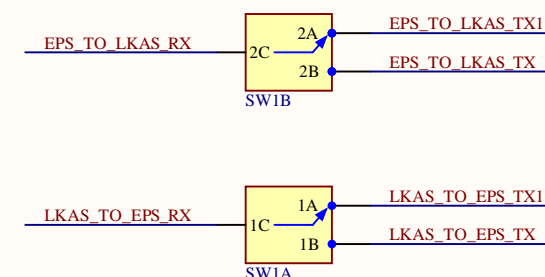 EPS_TO_LKAS_TX1
2A
EPS_TO_LKAS_RX
2C
EPS_TO_LKAS_TX
2B
SW1B
LKAS_TO_EPS_TX1
1A
LKAS_TO_EPS_RX
1C
LKAS_TO_EPS_TX
1B
SW1A